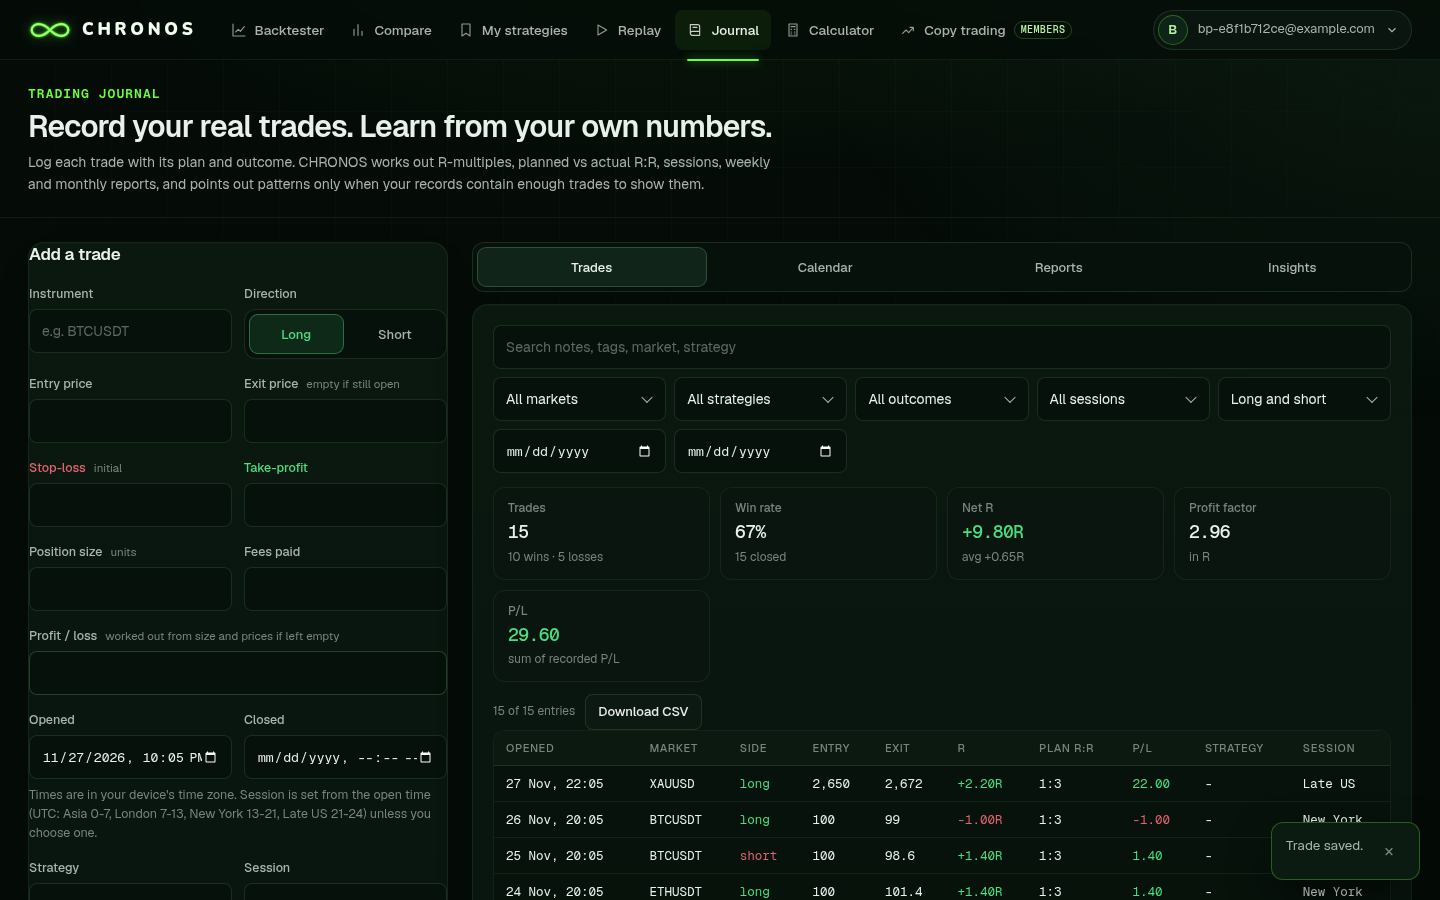 CHRONOS
Backtester
Compare
My strategies
Replay
Journal
Calculator
Copy trading MEMBERS
B bp-e8f1b712ce@example.com
TRADING JOURNAL
Record your real trades. Learn from your own numbers.
Log each trade with its plan and outcome. CHRONOS works out R-multiples, planned vs actual R:R, sessions, weekly
and monthly reports, and points out patterns only when your records contain enough trades to show them.
Add a trade
Instrument Direction
e.g. BTCUSDT Long Short
Entry price Exit price empty if still open
Stop-loss initial Take-profit
Position size units Fees paid
Profit / loss worked out from size and prices if left empty
Opened Closed
11/27/2026, 10:05 PM mm/dd/yyyy, --:-- --
Times are in your device's time zone. Session is set from the open time
(UTC: Asia 0-7, London 7-13, New York 13-21, Late US 21-24) unless you
choose one.
Strategy Session
Trades Calendar Reports Insights
Search notes, tags, market, strategy
All markets All strategies All outcomes All sessions Long and short
mm/dd/yyyy mm/dd/yyyy
Trades
15
10 wins · 5 losses
Win rate
67%
15 closed
Net R
+9.80R
avg +0.65R
Profit factor
2.96
in R
P/L
29.60
sum of recorded P/L
15 of 15 entries Download CSV
OPENED MARKET SIDE ENTRY EXIT R PLAN R:R P/L STRATEGY SESSION
27 Nov, 22:05 XAUUSD long 2,650 2,672 +2.20R 1:3 22.00 - Late US
26 Nov, 20:05 BTCUSDT long 100 99 -1.00R 1:3 -1.00 - New York
25 Nov, 20:05 BTCUSDT short 100 98.6 +1.40R 1:3 1.40 -
24 Nov, 20:05 ETHUSDT long 100 101.4 +1.40R 1:3 1.40 - New York
Trade saved. ×